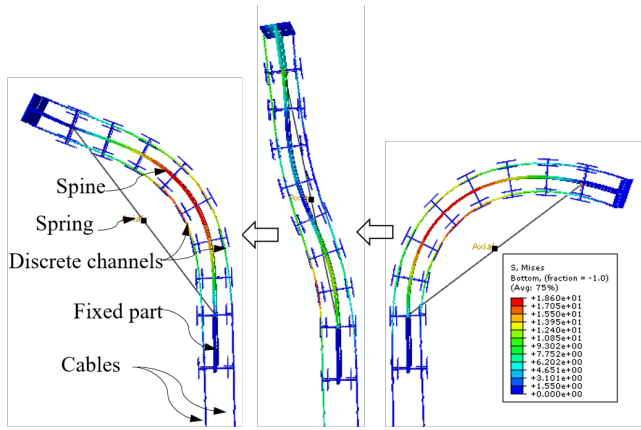 Spine
Spring
Discrete channels
Fixed part
Cables
Axial
S, Mises
Bottom, (fraction = -1.0)
(Avg: 75%)
+1.860e+01
+1.705e+01
+1.550e+01
+1.395e+01
+1.240e+01
+1.085e+01
+9.302e+00
+7.752e+00
+6.202e+00
+4.651e+00
+3.101e+00
+1.550e+00
+0.000e+00